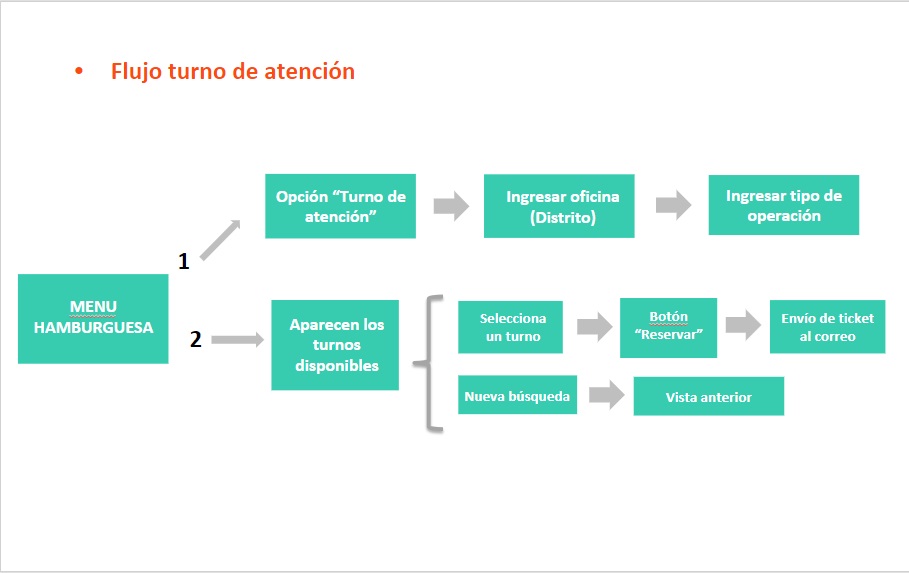 • Flujo turno de atención
Opción “Turno de
atención”
Ingresar oficina
(Distrito)
Ingresar tipo de
operación
1
MENU
HAMBURGUESA
2
Aparecen los
turnos
disponibles
Selecciona
un turno
Botón
“Reservar”
Envío de ticket
al correo
Nueva búsqueda
Vista anterior